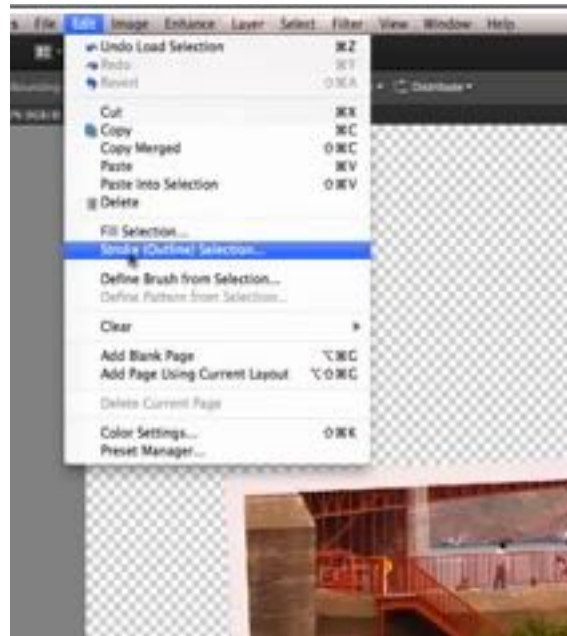 File Edit Image Enhance Layer Select Filter View Window Help
Undo Load Selection ⌘Z
Redo ⌘Y
Revert ⇧⌘A
Distribute
Cut ⌘X
Copy ⌘C
Copy Merged ⇧⌘C
Paste ⌘V
Paste Into Selection ⇧⌘V
Delete
Fill Selection...
Stroke (Outline) Selection...
Define Brush from Selection...
Define Pattern from Selection...
Clear
Add Blank Page ⌥⌘G
Add Page Using Current Layout ⌥⇧⌘G
Delete Current Page
Color Settings... ⇧⌘K
Preset Manager...